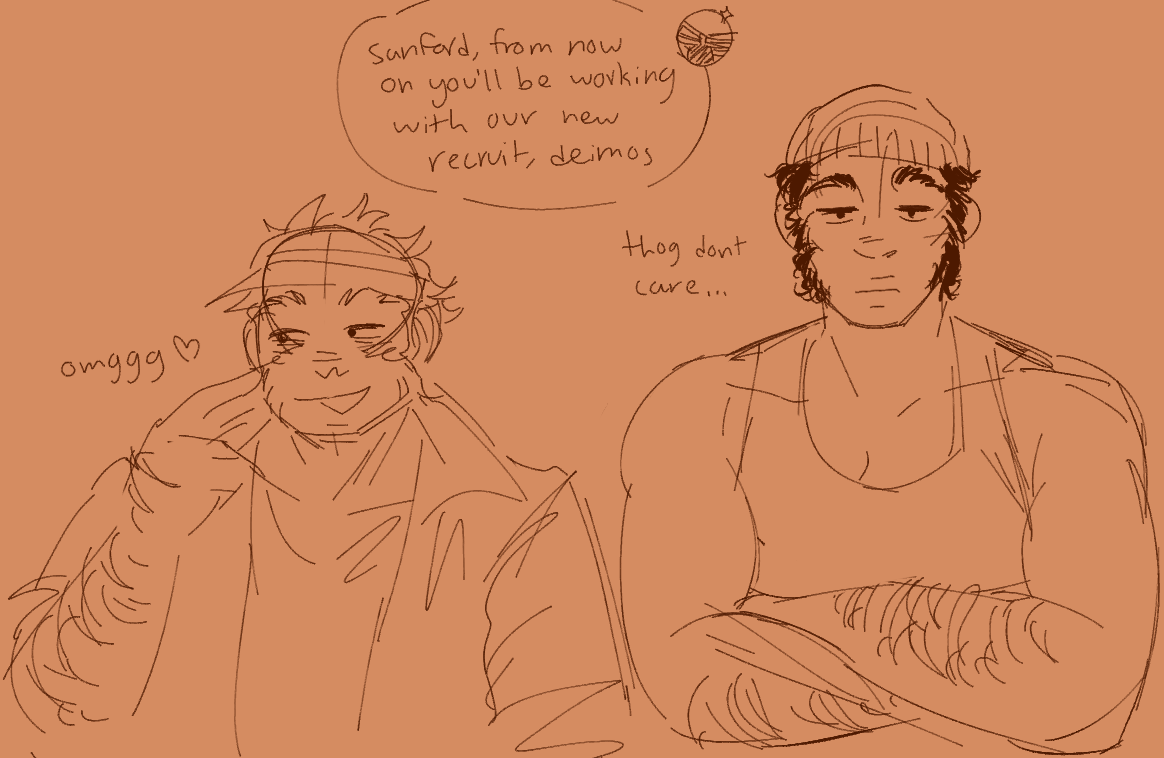 sanford, from now
on you'll be working
with our new
recruit, deimos
thog dont
care...
omggg ♡